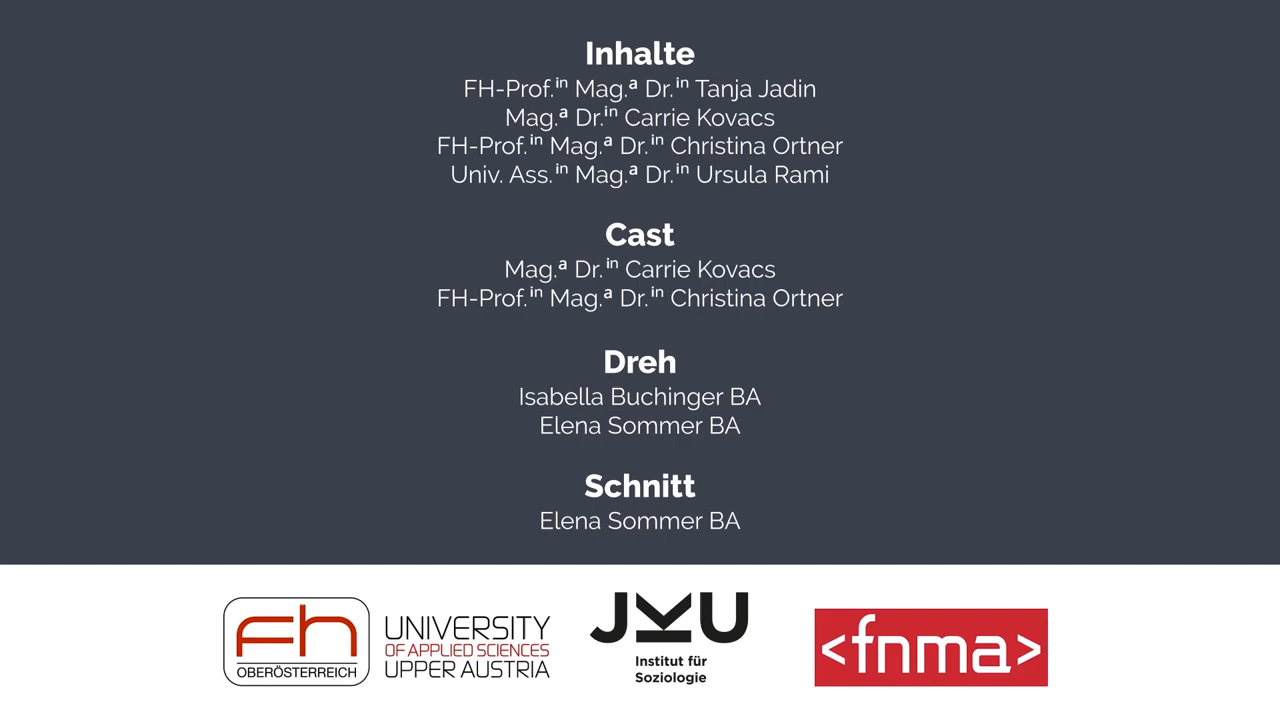 Inhalte
FH-Prof.ⁱⁿ Mag.ª Dr.ⁱⁿ Tanja Jadin
Mag.ª Dr.ⁱⁿ Carrie Kovacs
FH-Prof.ⁱⁿ Mag.ª Dr.ⁱⁿ Christina Ortner
Univ. Ass.ⁱⁿ Mag.ª Dr.ⁱⁿ Ursula Rami
Cast
Mag.ª Dr.ⁱⁿ Carrie Kovacs
FH-Prof.ⁱⁿ Mag.ª Dr.ⁱⁿ Christina Ortner
Dreh
Isabella Buchinger BA
Elena Sommer BA
Schnitt
Elena Sommer BA
fh
OBERÖSTERREICH
UNIVERSITY
OF APPLIED SCIENCES
UPPER AUSTRIA
JKU
Institut für
Soziologie
<fnma>